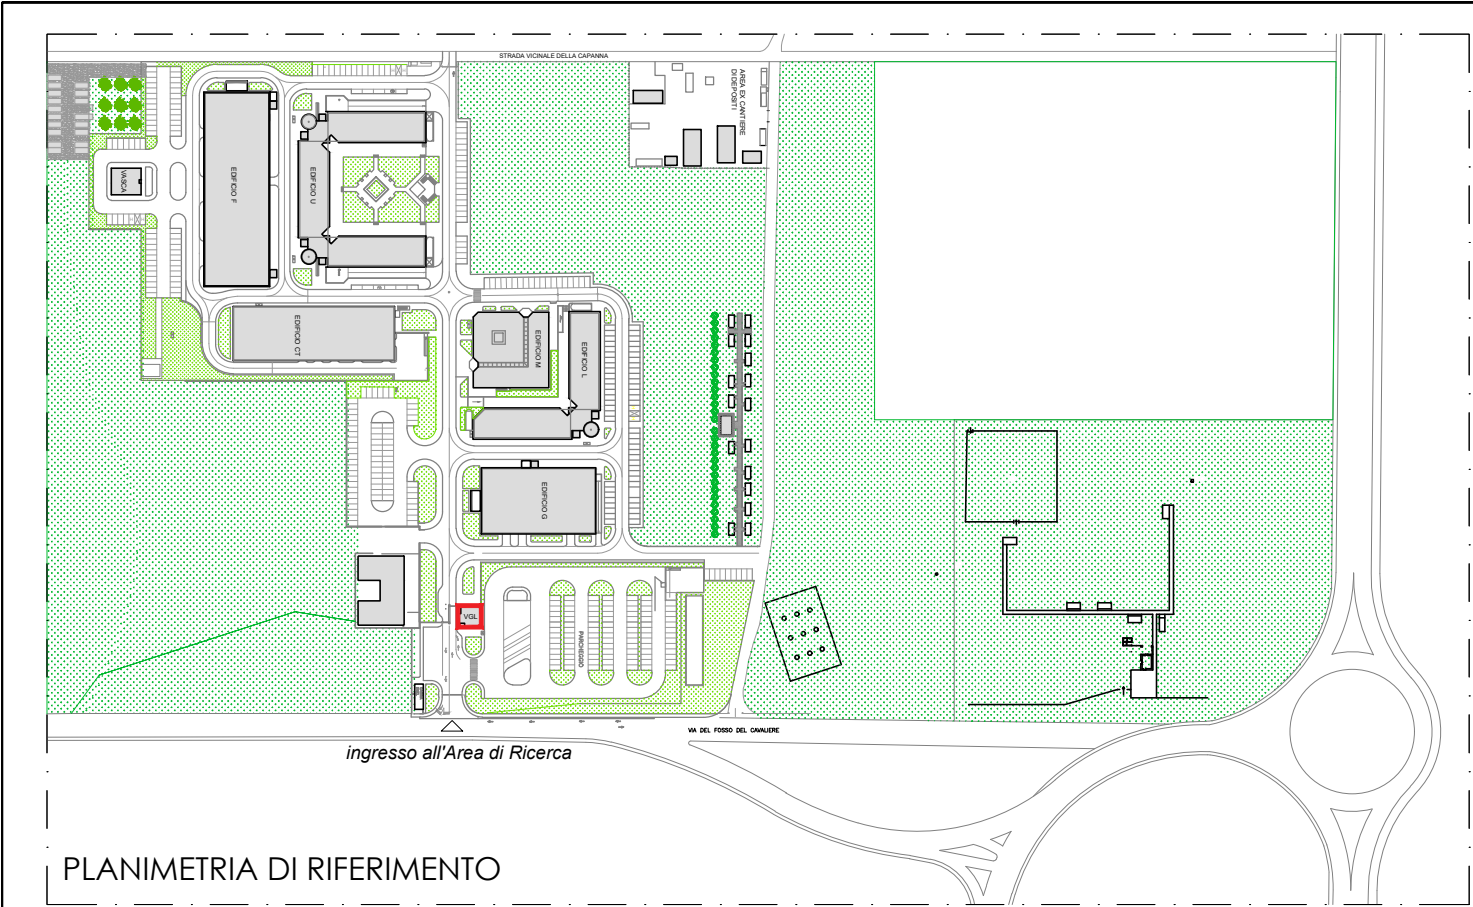 STRADA VICINALE DELLA CAPANNA
AREA EX CANTIERE
DI DEPOSITI
VASCA
EDIFICIO F
EDIFICIO U
EDIFICIO CT
EDIFICIO M
EDIFICIO L
EDIFICIO G
VGL
PARCHEGGIO
VIA DEL FOSSO DEL CAVALIERE
ingresso all'Area di Ricerca
PLANIMETRIA DI RIFERIMENTO